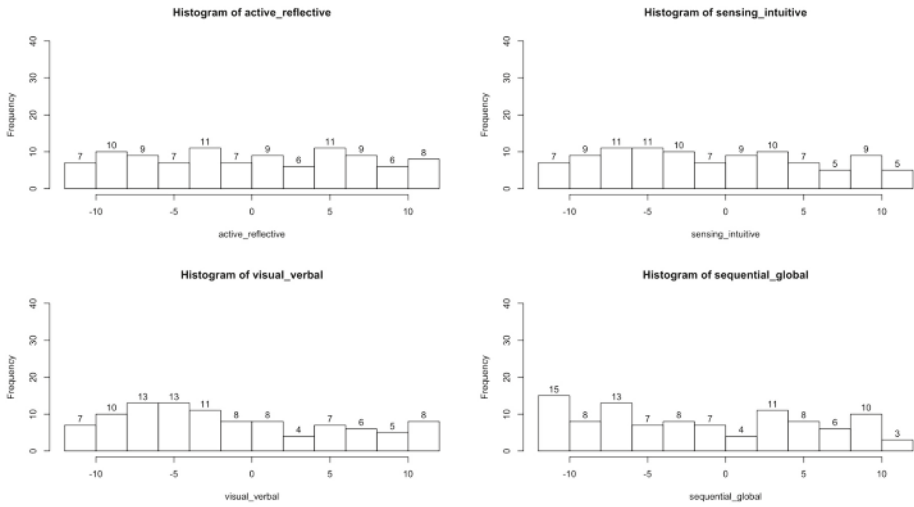 Histogram of active_reflective
40
30
20
10
0
Frequency
7 10 9 7 11 7 9 6 11 9 6 8
-10 -5 0 5 10
active_reflective
Histogram of sensing_intuitive
40
30
20
10
0
Frequency
7 9 11 11 10 7 9 10 7 5 9 5
-10 -5 0 5 10
sensing_intuitive
Histogram of visual_verbal
40
30
20
10
0
Frequency
7 10 13 13 11 8 8 4 7 6 5 8
-10 -5 0 5 10
visual_verbal
Histogram of sequential_global
40
30
20
10
0
Frequency
15 8 13 7 8 7 4 11 8 6 10 3
-10 -5 0 5 10
sequential_global